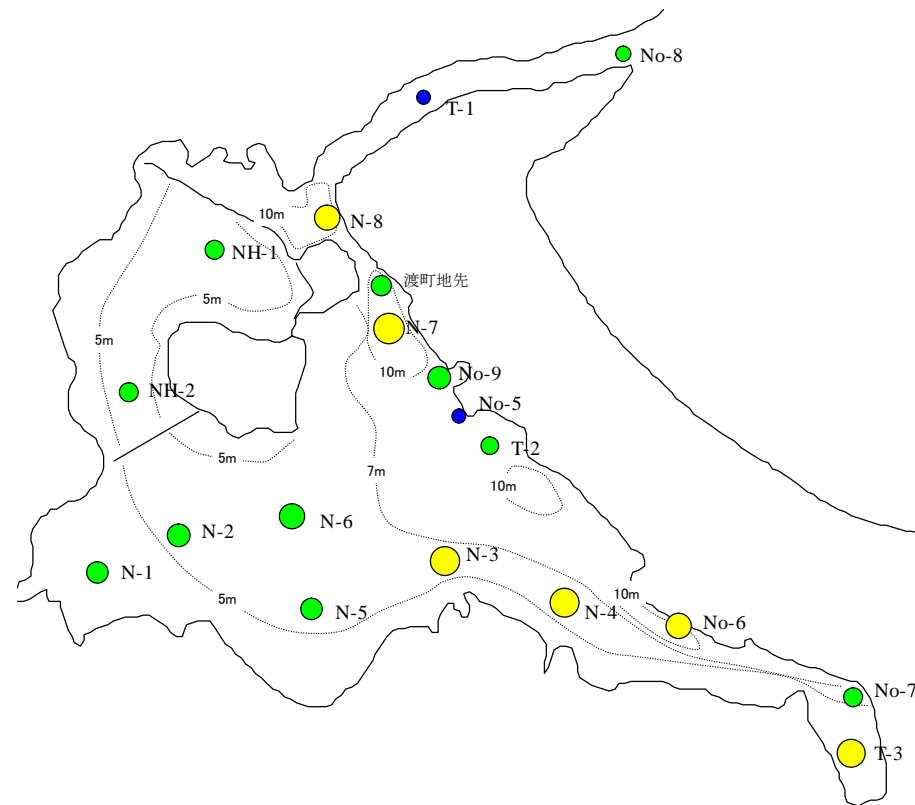 No-8
T-1
10m
N-8
NH-1
渡町地先
5m
N-7
5m
10m
No-9
NH-2
No-5
T-2
5m
7m
10m
N-6
N-2
N-3
N-1
5m
N-5
N-4
10m
No-6
No-7
T-3